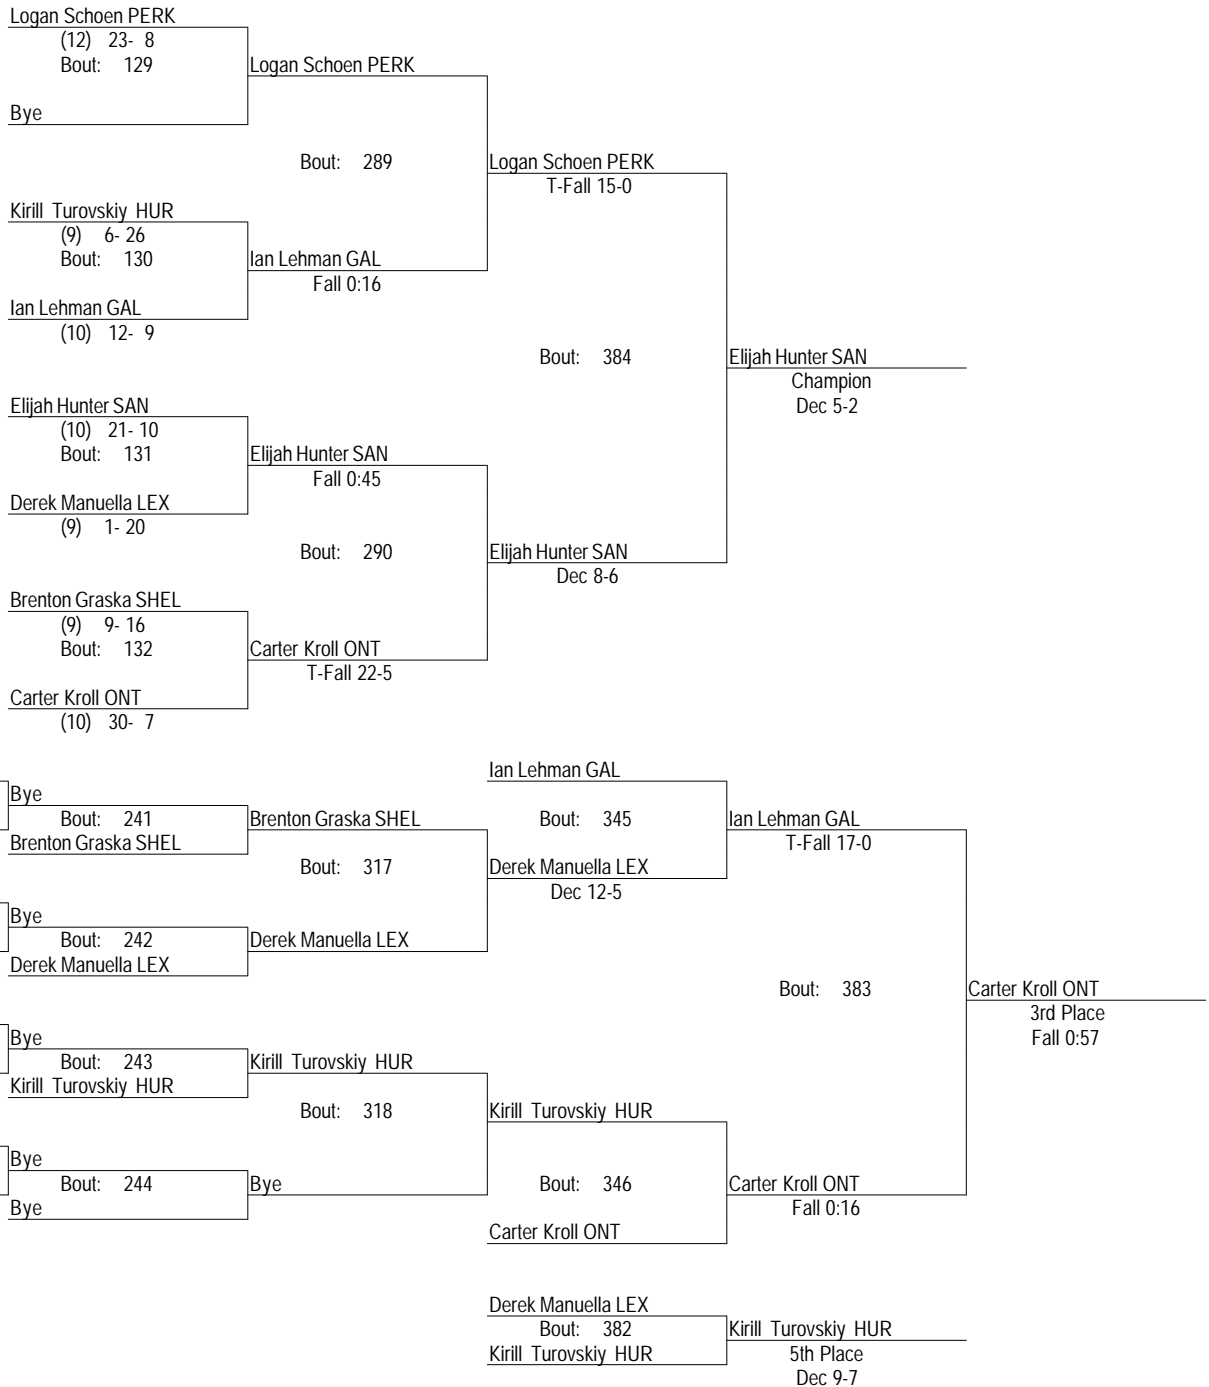 Logan Schoen PERK
(12) 23- 8
Bout: 129
Logan Schoen PERK
Bye
Bout: 289
Logan Schoen PERK
T-Fall 15-0
Kirill Turovskiy HUR
(9) 6- 26
Bout: 130
Ian Lehman GAL
Fall 0:16
Ian Lehman GAL
(10) 12- 9
Bout: 384
Elijah Hunter SAN
Champion
Dec 5-2
Elijah Hunter SAN
(10) 21- 10
Bout: 131
Elijah Hunter SAN
Fall 0:45
Derek Manuella LEX
(9) 1- 20
Bout: 290
Elijah Hunter SAN
Dec 8-6
Brenton Graska SHEL
(9) 9- 16
Bout: 132
Carter Kroll ONT
T-Fall 22-5
Carter Kroll ONT
(10) 30- 7
Ian Lehman GAL
Bye
Bout: 241
Brenton Graska SHEL
Bout: 345
Ian Lehman GAL
T-Fall 17-0
Brenton Graska SHEL
Bout: 317
Derek Manuella LEX
Dec 12-5
Bye
Bout: 242
Derek Manuella LEX
Derek Manuella LEX
Bout: 383
Carter Kroll ONT
3rd Place
Fall 0:57
Bye
Bout: 243
Kirill Turovskiy HUR
Kirill Turovskiy HUR
Bout: 318
Kirill Turovskiy HUR
Bye
Bout: 244
Bye
Bout: 346
Carter Kroll ONT
Fall 0:16
Bye
Carter Kroll ONT
Derek Manuella LEX
Bout: 382
Kirill Turovskiy HUR
Kirill Turovskiy HUR
5th Place
Dec 9-7